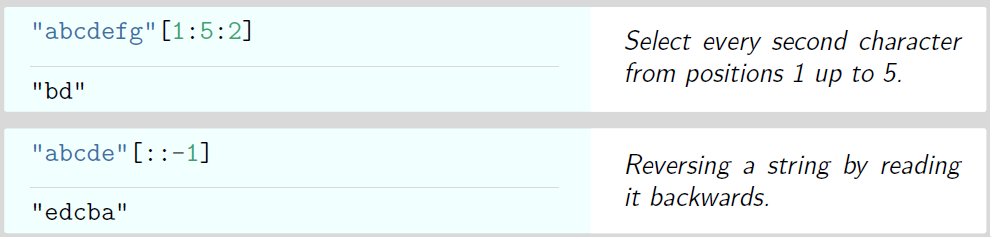 "abcdefg"[1:5:2]
Select every second character
from positions 1 up to 5.
"bd"
"abcde"[::-1]
Reversing a string by reading
it backwards.
"edcba"